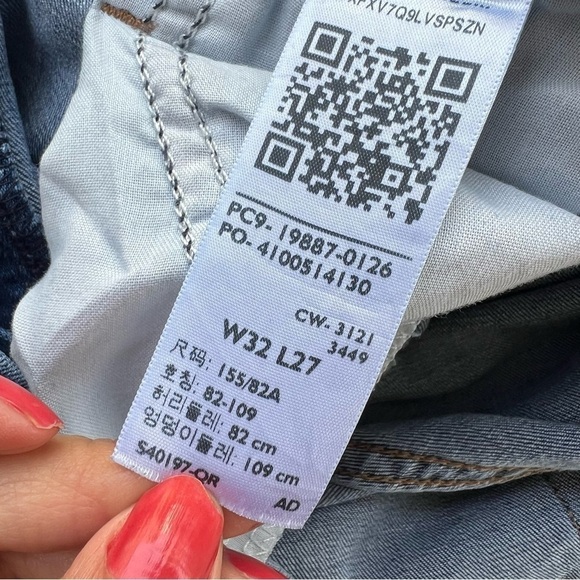 PC9- 19887-0126
PO- 4100514130
CW- 3121
3449
W32 L27
尺码: 155/82A
호칭: 82-109
허리둘레: 82 cm
엉덩이둘레: 109 cm
S40197-QR
AD